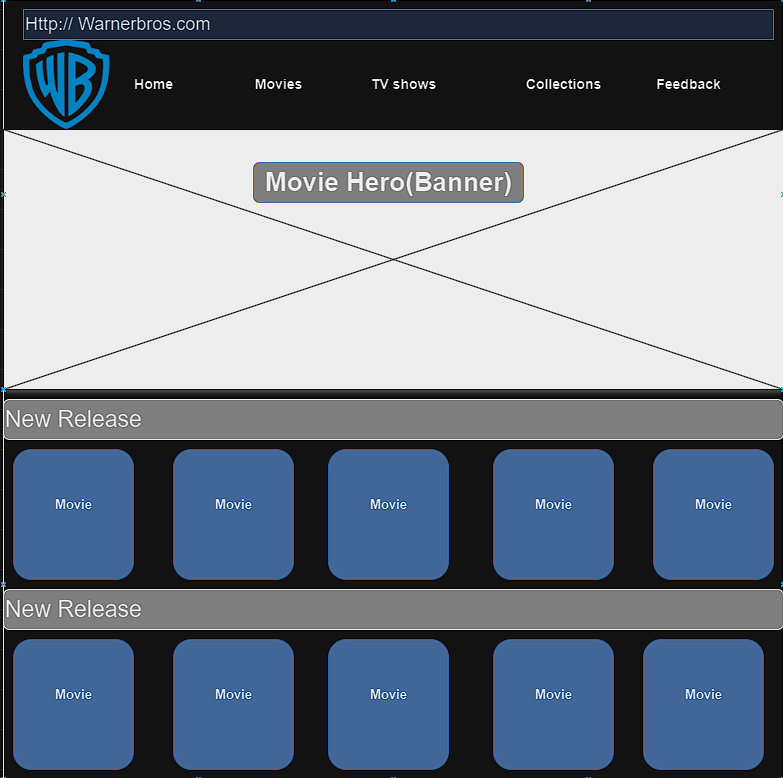 Http:// Warnerbros.com
WB
Home Movies TV shows Collections Feedback
Movie Hero(Banner)
New Release
Movie Movie Movie Movie Movie
New Release
Movie Movie Movie Movie Movie